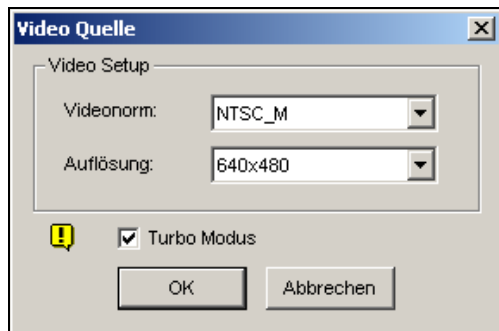 Video Quelle
Video Setup
Videonorm: NTSC_M
Auflösung: 640x480
Turbo Modus
OK Abbrechen